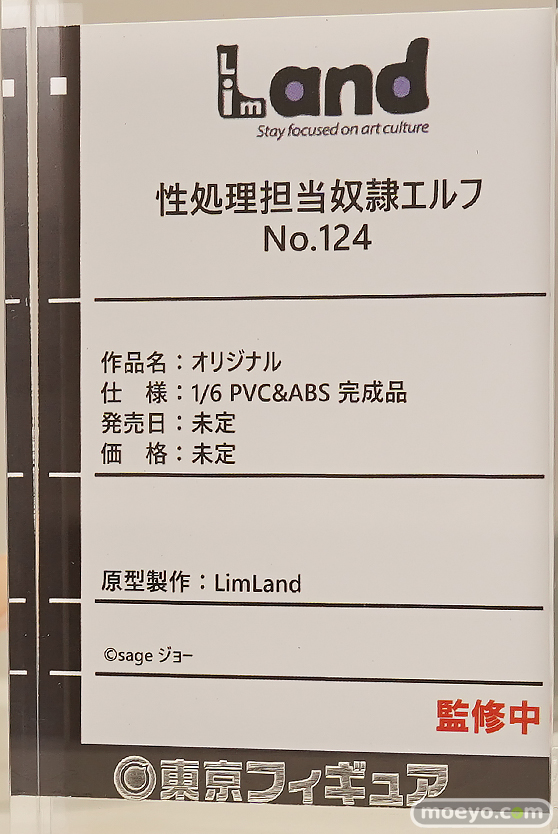 LimLand
Stay focused on art culture
性処理担当奴隷エルフ
No.124
作品名：オリジナル
仕　様：1/6 PVC&ABS 完成品
発売日：未定
価　格：未定
原型製作：LimLand
©sage ジョー
監修中
東京フィギュア
moeyo.com